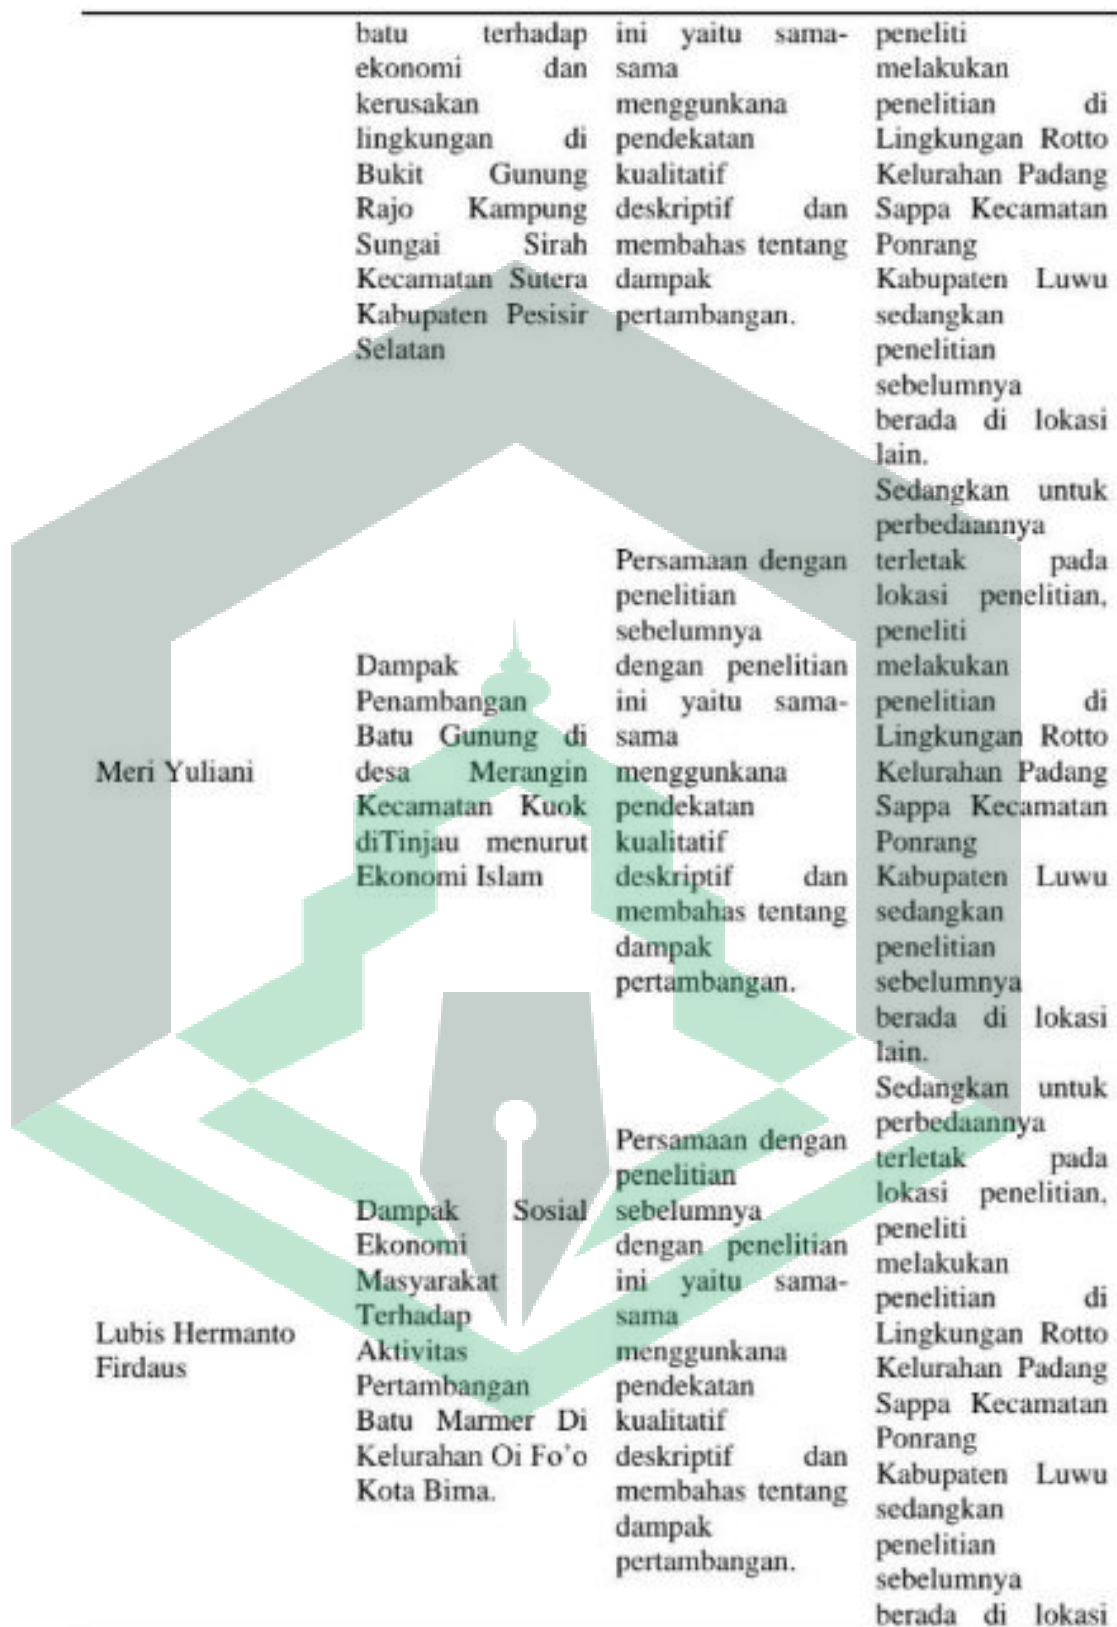 batu terhadap
ekonomi dan
kerusakan
lingkungan di
Bukit Gunung
Rajo Kampung
Sungai Sirah
Kecamatan Sutera
Kabupaten Pesisir
Selatan
ini yaitu sama-
sama
menggunkana
pendekatan
kualitatif
deskriptif dan
membahas tentang
dampak
pertambangan.
peneliti
melakukan
penelitian di
Lingkungan Rotto
Kelurahan Padang
Sappa Kecamatan
Ponrang
Kabupaten Luwu
sedangkan
penelitian
sebelumnya
berada di lokasi
lain.
Meri Yuliani
Dampak
Penambangan
Batu Gunung di
desa Merangin
Kecamatan Kuok
diTinjau menurut
Ekonomi Islam
Persamaan dengan
penelitian
sebelumnya
dengan penelitian
ini yaitu sama-
sama
menggunkana
pendekatan
kualitatif
deskriptif dan
membahas tentang
dampak
pertambangan.
Sedangkan untuk
perbedaannya
terletak pada
lokasi penelitian,
peneliti
melakukan
penelitian di
Lingkungan Rotto
Kelurahan Padang
Sappa Kecamatan
Ponrang
Kabupaten Luwu
sedangkan
penelitian
sebelumnya
berada di lokasi
lain.
Lubis Hermanto
Firdaus
Dampak Sosial
Ekonomi
Masyarakat
Terhadap
Aktivitas
Pertambangan
Batu Marmer Di
Kelurahan Oi Fo'o
Kota Bima.
Persamaan dengan
penelitian
sebelumnya
dengan penelitian
ini yaitu sama-
sama
menggunkana
pendekatan
kualitatif
deskriptif dan
membahas tentang
dampak
pertambangan.
Sedangkan untuk
perbedaannya
terletak pada
lokasi penelitian,
peneliti
melakukan
penelitian di
Lingkungan Rotto
Kelurahan Padang
Sappa Kecamatan
Ponrang
Kabupaten Luwu
sedangkan
penelitian
sebelumnya
berada di lokasi